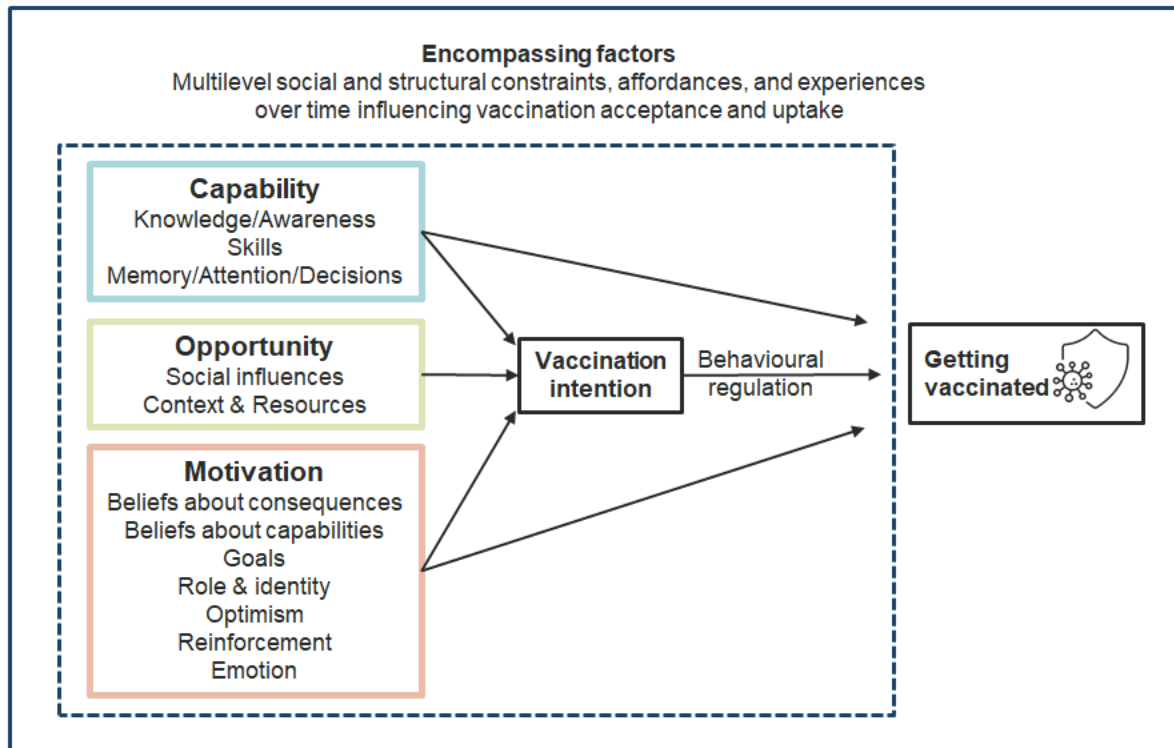 Encompassing factors
Multilevel social and structural constraints, affordances, and experiences
over time influencing vaccination acceptance and uptake
Capability
Knowledge/Awareness
Skills
Memory/Attention/Decisions
Opportunity
Social influences
Context & Resources
Motivation
Beliefs about consequences
Beliefs about capabilities
Goals
Role & identity
Optimism
Reinforcement
Emotion
Vaccination
intention
Behavioural
regulation
Getting
vaccinated